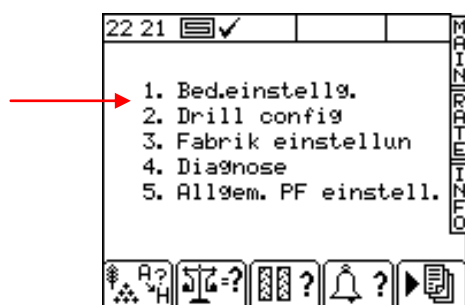 22 21
1. Bed.einstellg.
2. Drill config
3. Fabrik einstellun
4. Diagnose
5. Allgem. PF einstell.
MAIN
RATE
INFO
A?
H
=?
?
?